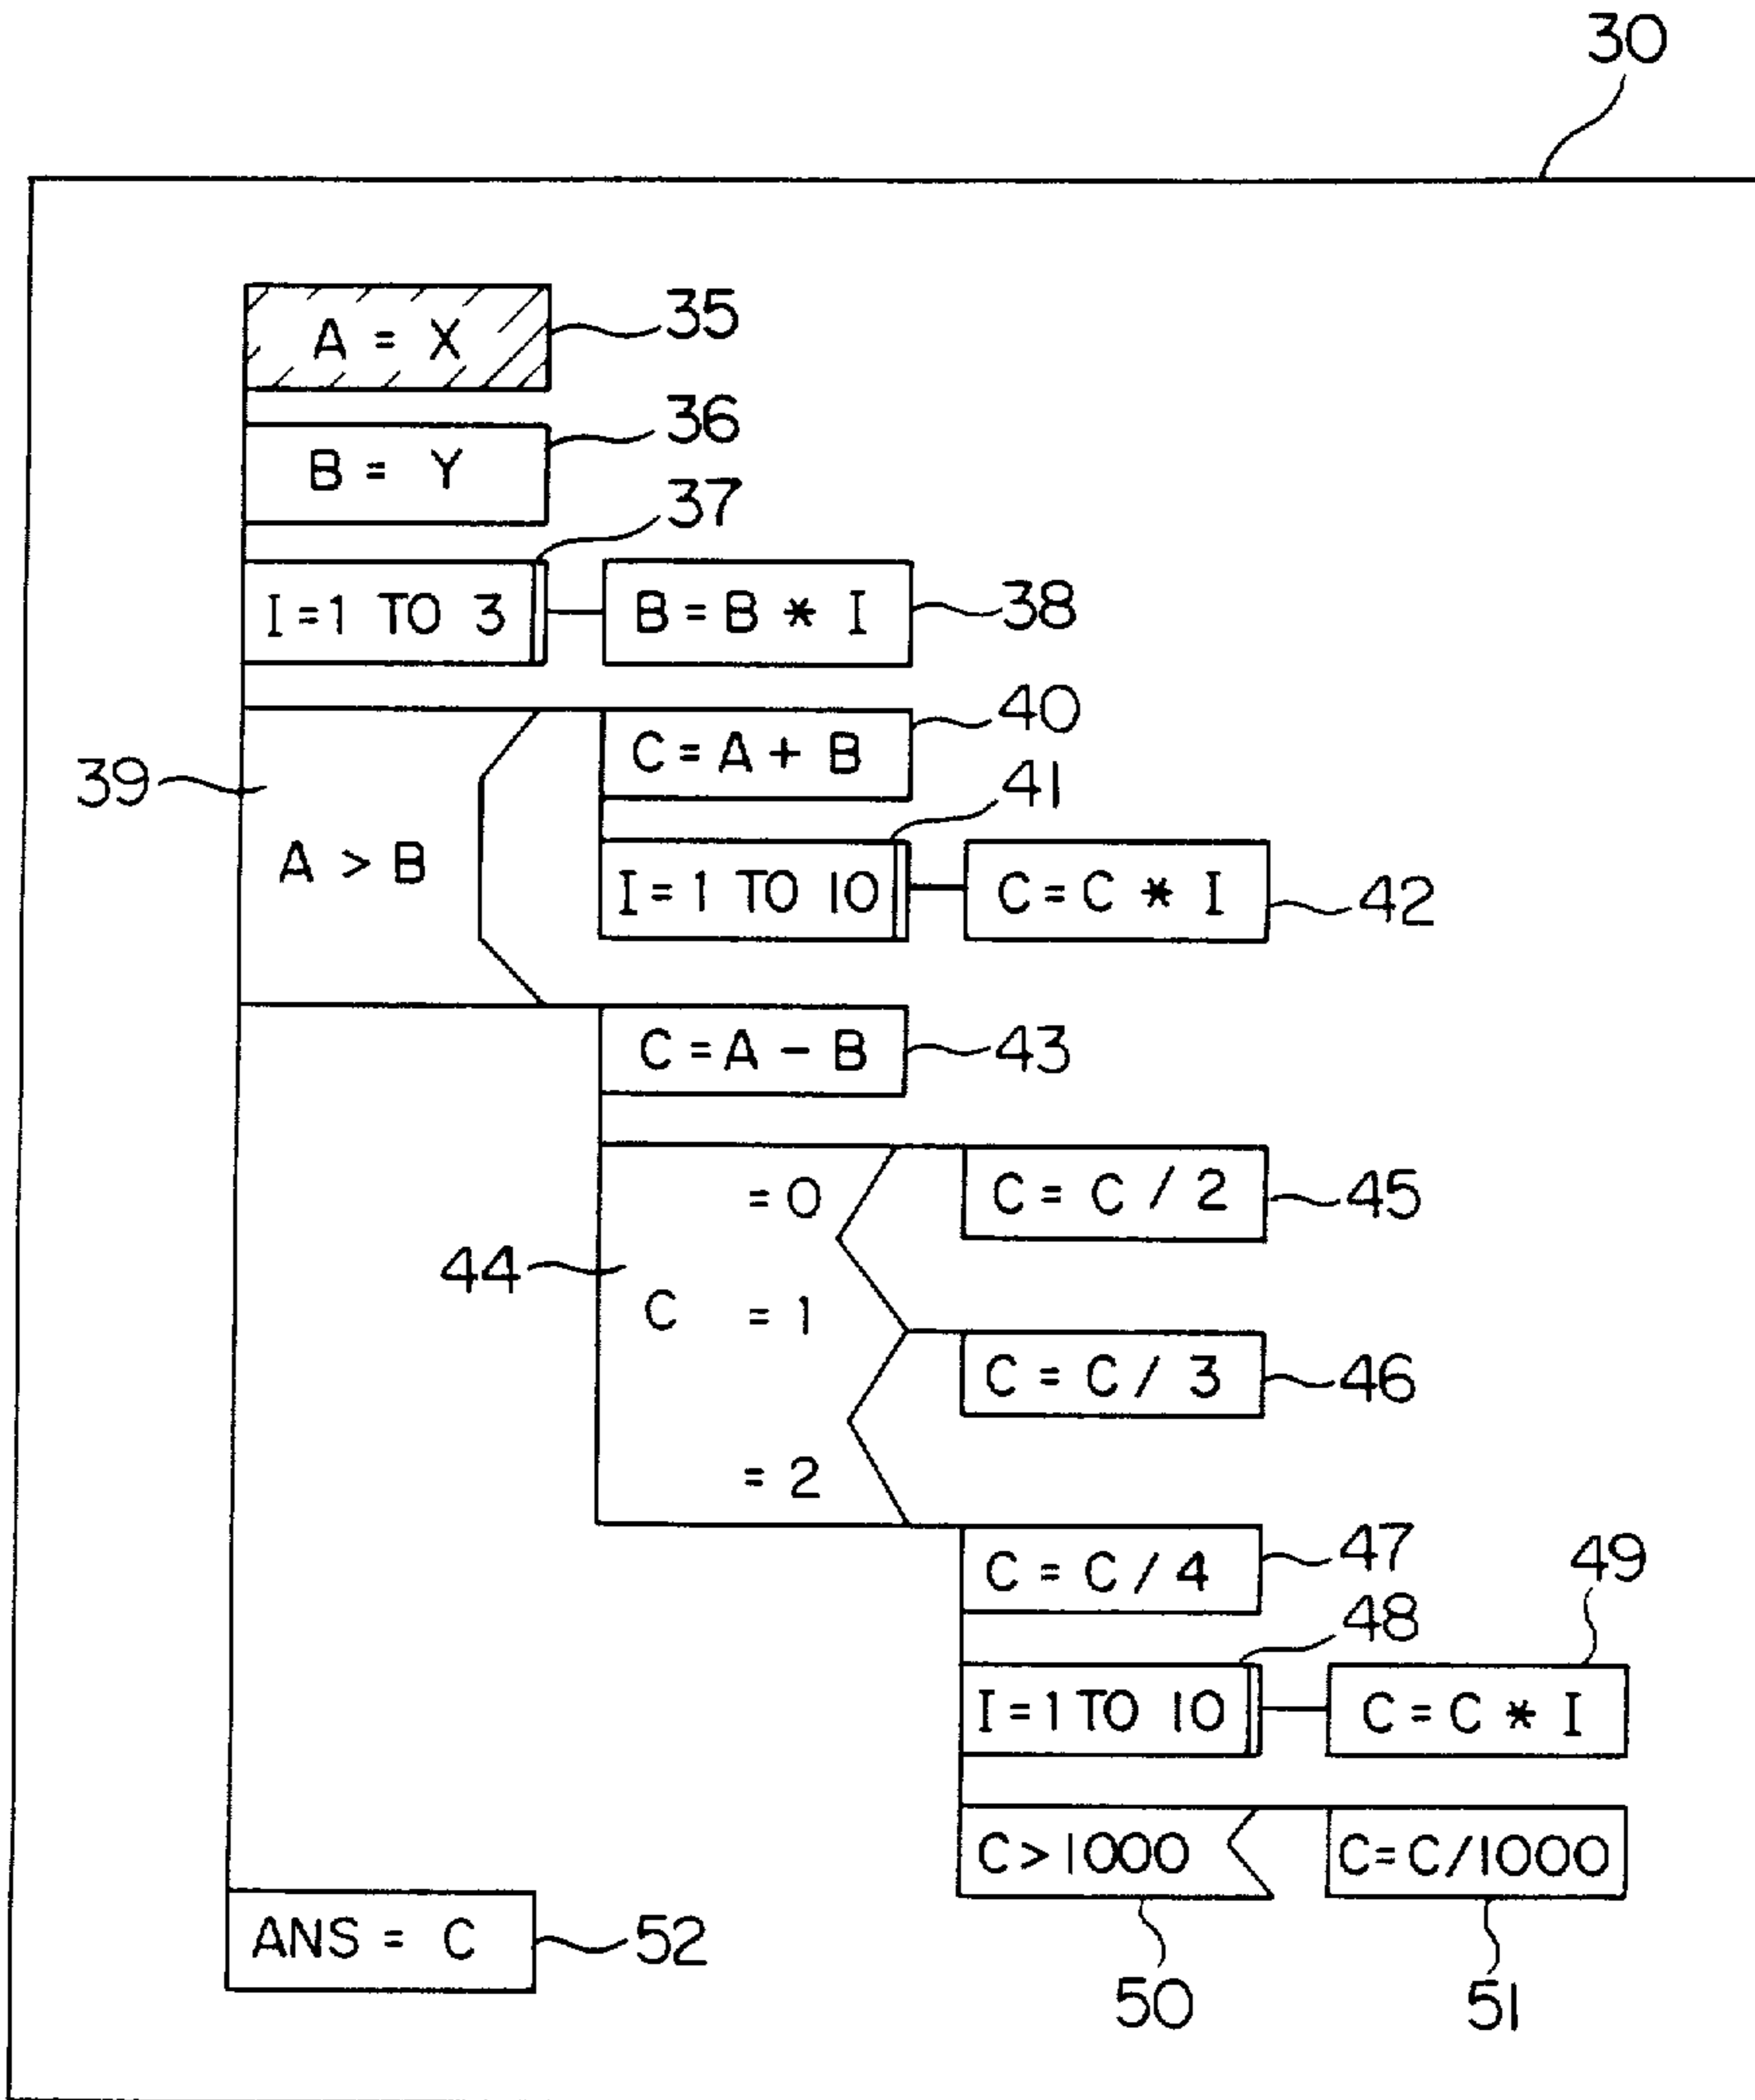 30
A = X
35
B = Y
36
37
I=1 TO 3
B = B * I
38
39
A > B
C = A + B
40
41
I = 1 TO 10
C = C * I
42
C = A - B
43
44
C
= 0
= 1
= 2
C = C / 2
45
C = C / 3
46
C = C / 4
47
48
49
I = 1 TO 10
C = C * I
C > 1000
C=C/1000
50
51
ANS = C
52